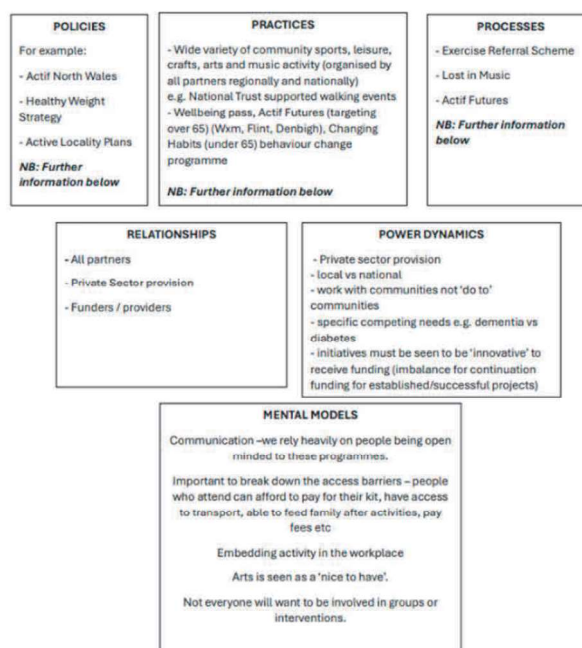 POLICIES
For example:
- Actif North Wales
- Healthy Weight
Strategy
- Active Locality Plans
NB: Further
information below
PRACTICES
- Wide variety of community sports, leisure,
crafts, arts and music activity (organised by
all partners regionally and nationally)
e.g. National Trust supported walking events
- Wellbeing pass, Actif Futures (targeting
over 65) (Wxm, Flint, Denbigh), Changing
Habits (under 65) behaviour change
programme
NB: Further information below
PROCESSES
- Exercise Referral Scheme
- Lost in Music
- Actif Futures
NB: Further
information below
RELATIONSHIPS
- All partners
- Private Sector provision
- Funders / providers
POWER DYNAMICS
- Private sector provision
- local vs national
- work with communities not 'do to'
communities
- specific competing needs e.g. dementia vs
diabetes
- initiatives must be seen to be 'innovative' to
receive funding (imbalance for continuation
funding for established/successful projects)
MENTAL MODELS
Communication –we rely heavily on people being open
minded to these programmes.
Important to break down the access barriers – people
who attend can afford to pay for their kit, have access
to transport, able to feed family after activities, pay
fees etc
Embedding activity in the workplace
Arts is seen as a 'nice to have'.
Not everyone will want to be involved in groups or
interventions.